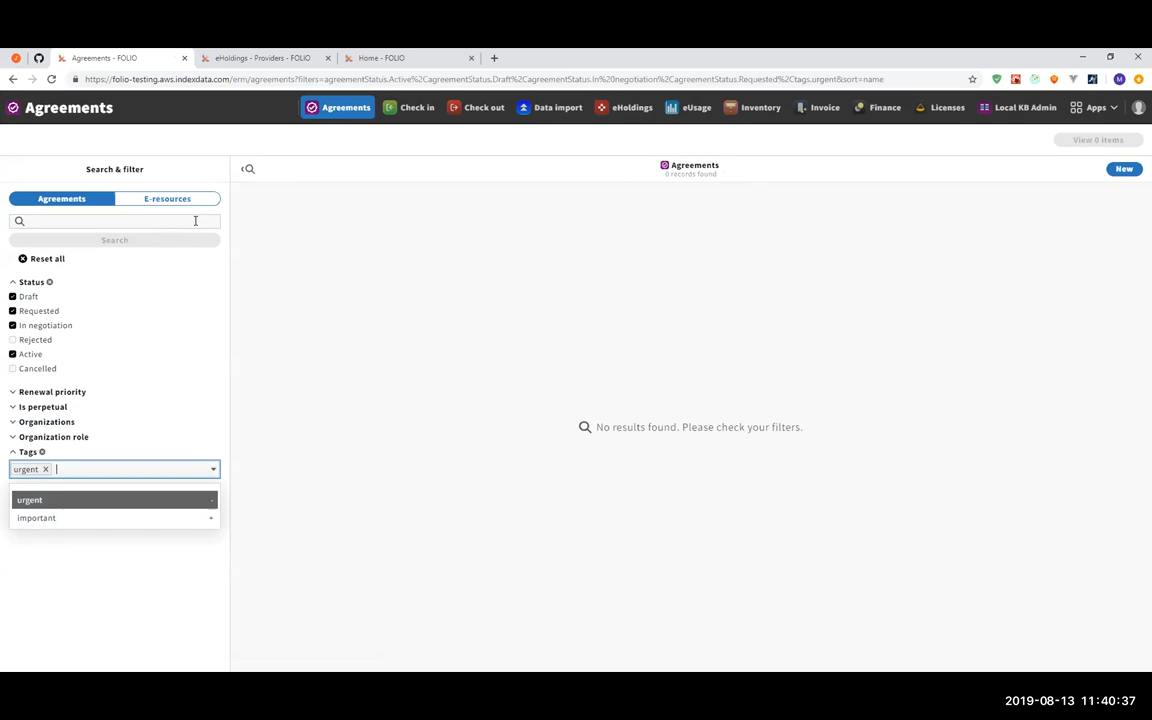 Agreements - FOLIO
eHoldings - Providers - FOLIO
Home - FOLIO
https://folio-testing.aws.indexdata.com/erm/agreements?filters=agreementStatus.Active%2CagreementStatus.Draft%2CagreementStatus.In%20negotiation%2CagreementStatus.Requested%2Ctags.urgent&sort=name
M
Agreements
Agreements
Check in
Check out
Data import
eHoldings
eUsage
Inventory
Invoice
Finance
Licenses
Local KB Admin
Apps
View 0 items
Search & filter
Agreements
0 records found
New
Agreements
E-resources
Search
Reset all
Status
Draft
Requested
In negotiation
Rejected
Active
Cancelled
Renewal priority
Is perpetual
Organizations
Organization role
Tags
urgent
urgent -
important +
No results found. Please check your filters.
2019-08-13 11:40:37